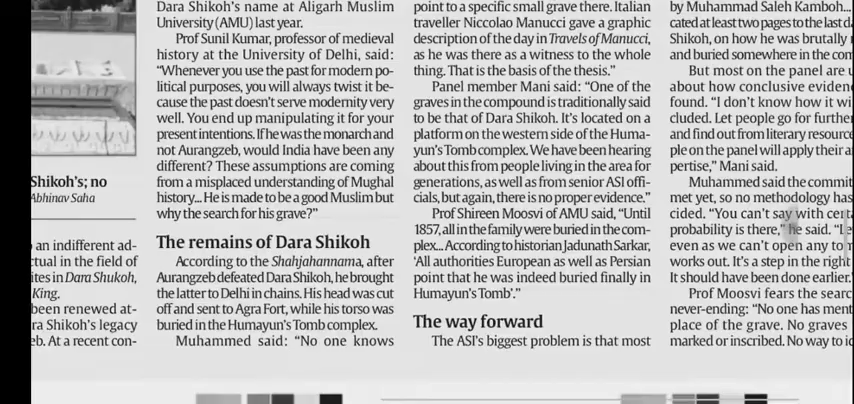 Shikoh's; no
Abhinav Saha
an indifferent ad-
ctual in the field of
ites in Dara Shukoh,
King.
been renewed at-
ra Shikoh's legacy
eb. At a recent con-
Dara Shikoh's name at Aligarh Muslim
University (AMU) last year.
Prof Sunil Kumar, professor of medieval
history at the University of Delhi, said:
“Whenever you use the past for modern po-
litical purposes, you will always twist it be-
cause the past doesn't serve modernity very
well. You end up manipulating it for your
present intentions. If he was the monarch and
not Aurangzeb, would India have been any
different? These assumptions are coming
from a misplaced understanding of Mughal
history... He is made to be a good Muslim but
why the search for his grave?”
The remains of Dara Shikoh
According to the Shahjahannama, after
Aurangzeb defeated Dara Shikoh, he brought
the latter to Delhi in chains. His head was cut
off and sent to Agra Fort, while his torso was
buried in the Humayun's Tomb complex.
Muhammed said: “No one knows
point to a specific small grave there. Italian
traveller Niccolao Manucci gave a graphic
description of the day in Travels of Manucci,
as he was there as a witness to the whole
thing. That is the basis of the thesis.”
Panel member Mani said: “One of the
graves in the compound is traditionally said
to be that of Dara Shikoh. It's located on a
platform on the western side of the Huma-
yun's Tomb complex. We have been hearing
about this from people living in the area for
generations, as well as from senior ASI offi-
cials, but again, there is no proper evidence.”
Prof Shireen Moosvi of AMU said, “Until
1857, all in the family were buried in the com-
plex... According to historian Jadunath Sarkar,
‘All authorities European as well as Persian
point that he was indeed buried finally in
Humayun's Tomb’.”
The way forward
The ASI's biggest problem is that most
by Muhammad Saleh Kamboh...
cated at least two pages to the last d
Shikoh, on how he was brutally
and buried somewhere in the com
But most on the panel are u
about how conclusive eviden
found. “I don't know how it wi
cluded. Let people go for furthe
and find out from literary resource
ple on the panel will apply their a
pertise,” Mani said.
Muhammed said the commit
met yet, so no methodology has
cided. “You can't say with certa
probability is there,” he said. “Le
even as we can't open any tom
works out. It's a step in the right
It should have been done earlier.”
Prof Moosvi fears the searc
never-ending: “No one has ment
place of the grave. No graves
marked or inscribed. No way to ic